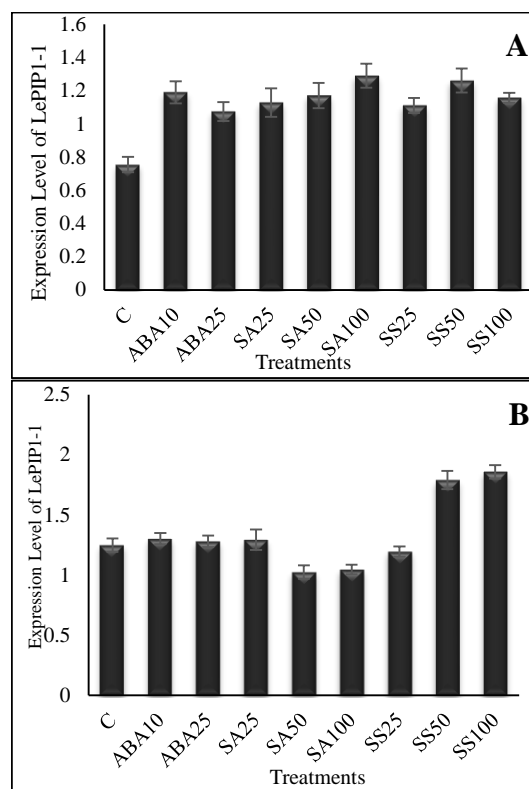 A
Expression Level of LePIP1-1
1.6
1.4
1.2
1
0.8
0.6
0.4
0.2
0
C
ABA10
ABA25
SA25
SA50
SA100
SS25
SS50
SS100
Treatments
B
Expression Level of LePIP1-1
2.5
2
1.5
1
0.5
0
C
ABA10
ABA25
SA25
SA50
SA100
SS25
SS50
SS100
Treatments